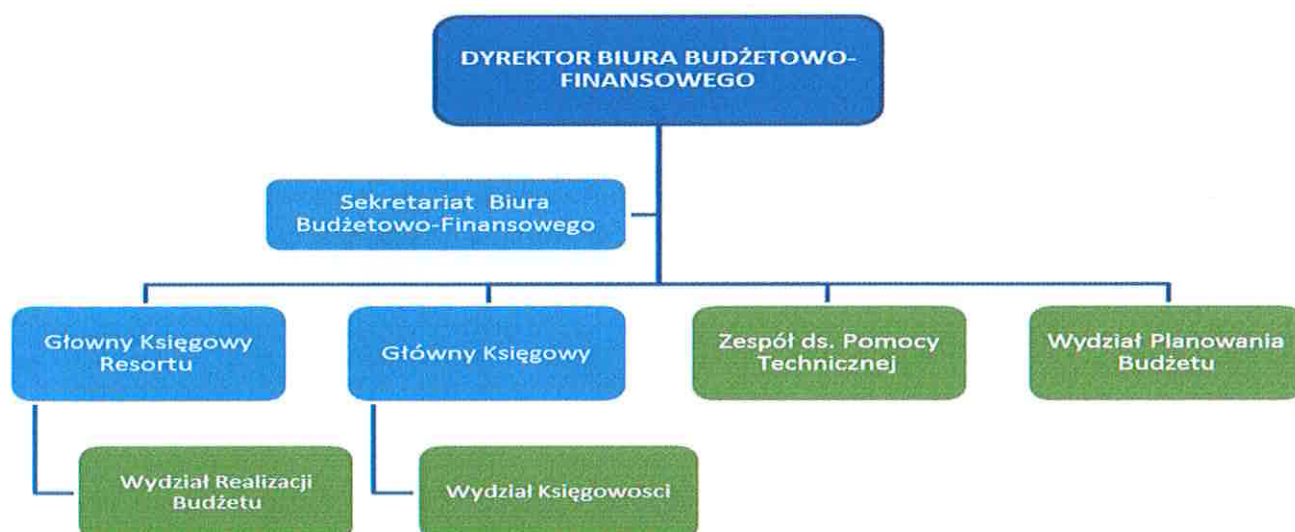 DYREKTOR BIURA BUDŻETOWO-
FINANSOWEGO
Sekretariat Biura
Budżetowo-Finansowego
Głowny Księgowy
Resortu
Główny Księgowy
Zespół ds. Pomocy
Technicznej
Wydział Planowania
Budżetu
Wydział Realizacji
Budżetu
Wydział Księgowosci